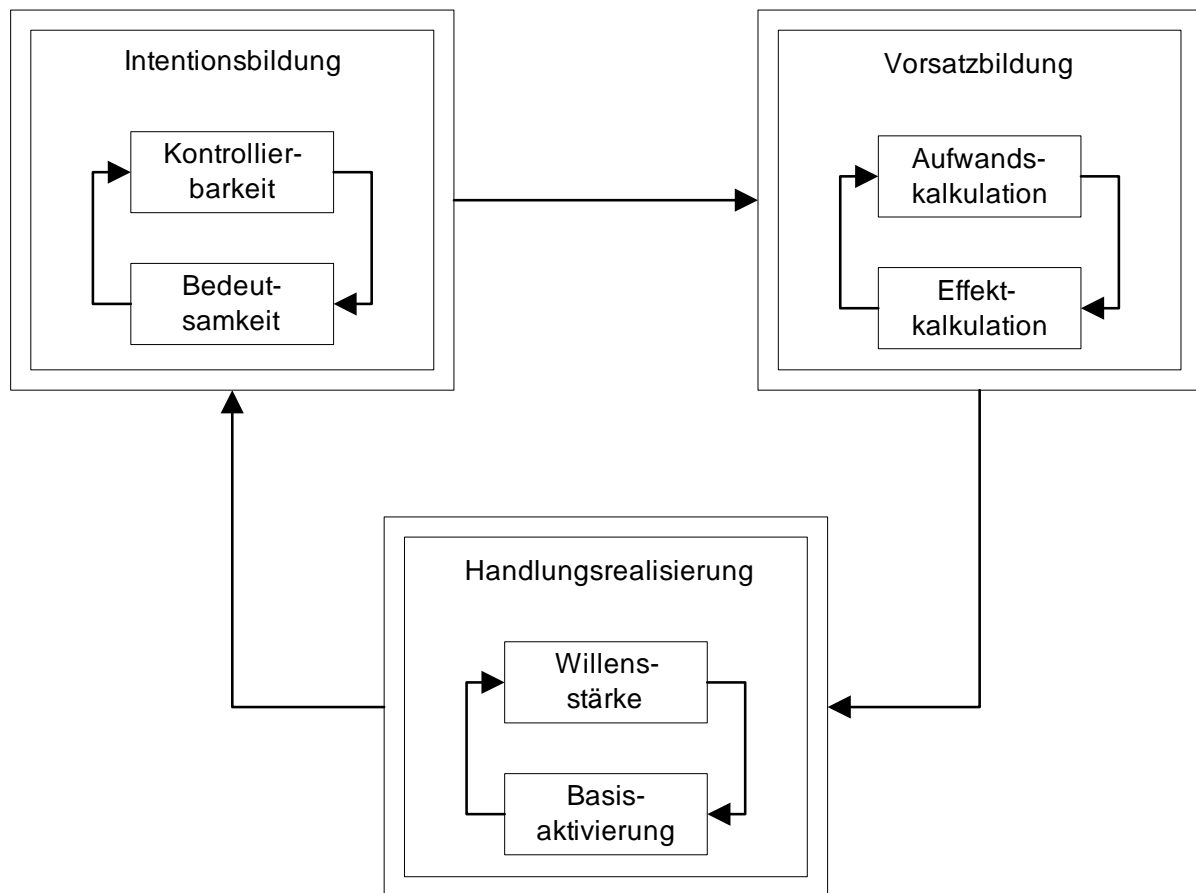 Intentionsbildung
Kontrollier-
barkeit
Bedeut-
samkeit
Vorsatzbildung
Aufwands-
kalkulation
Effekt-
kalkulation
Handlungsrealisierung
Willens-
stärke
Basis-
aktivierung